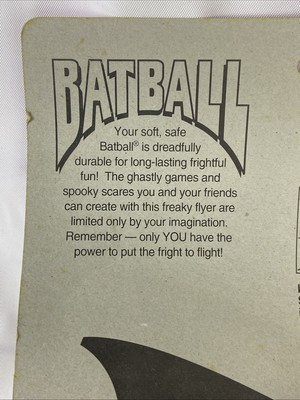 BATBALL
Your soft, safe
Batball® is dreadfully
durable for long-lasting frightful
fun! The ghastly games and
spooky scares you and your friends
can create with this freaky flyer are
limited only by your imagination.
Remember — only YOU have the
power to put the fright to flight!